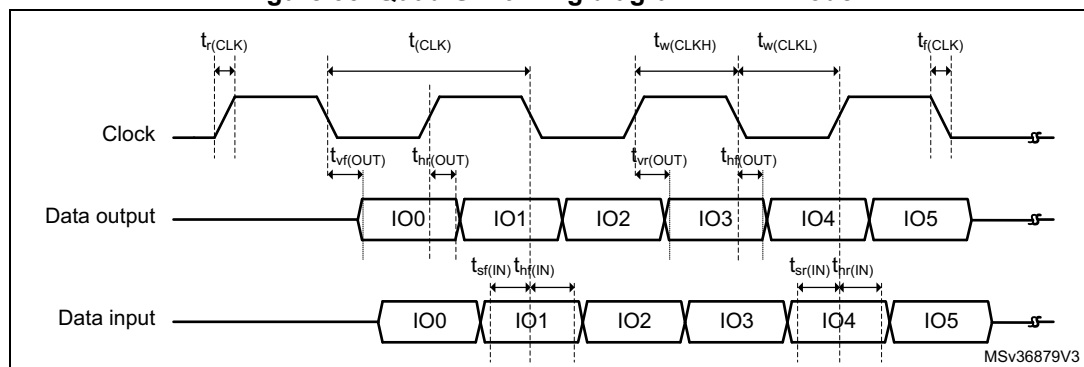 tr(CLK) t(CLK) tw(CLKH) tw(CLKL) tf(CLK)
Clock
tvf(OUT) thr(OUT) tvr(OUT) thf(OUT)
Data output IO0 IO1 IO2 IO3 IO4 IO5
tsf(IN) thf(IN) tsr(IN) thr(IN)
Data input IO0 IO1 IO2 IO3 IO4 IO5
MSv36879V3